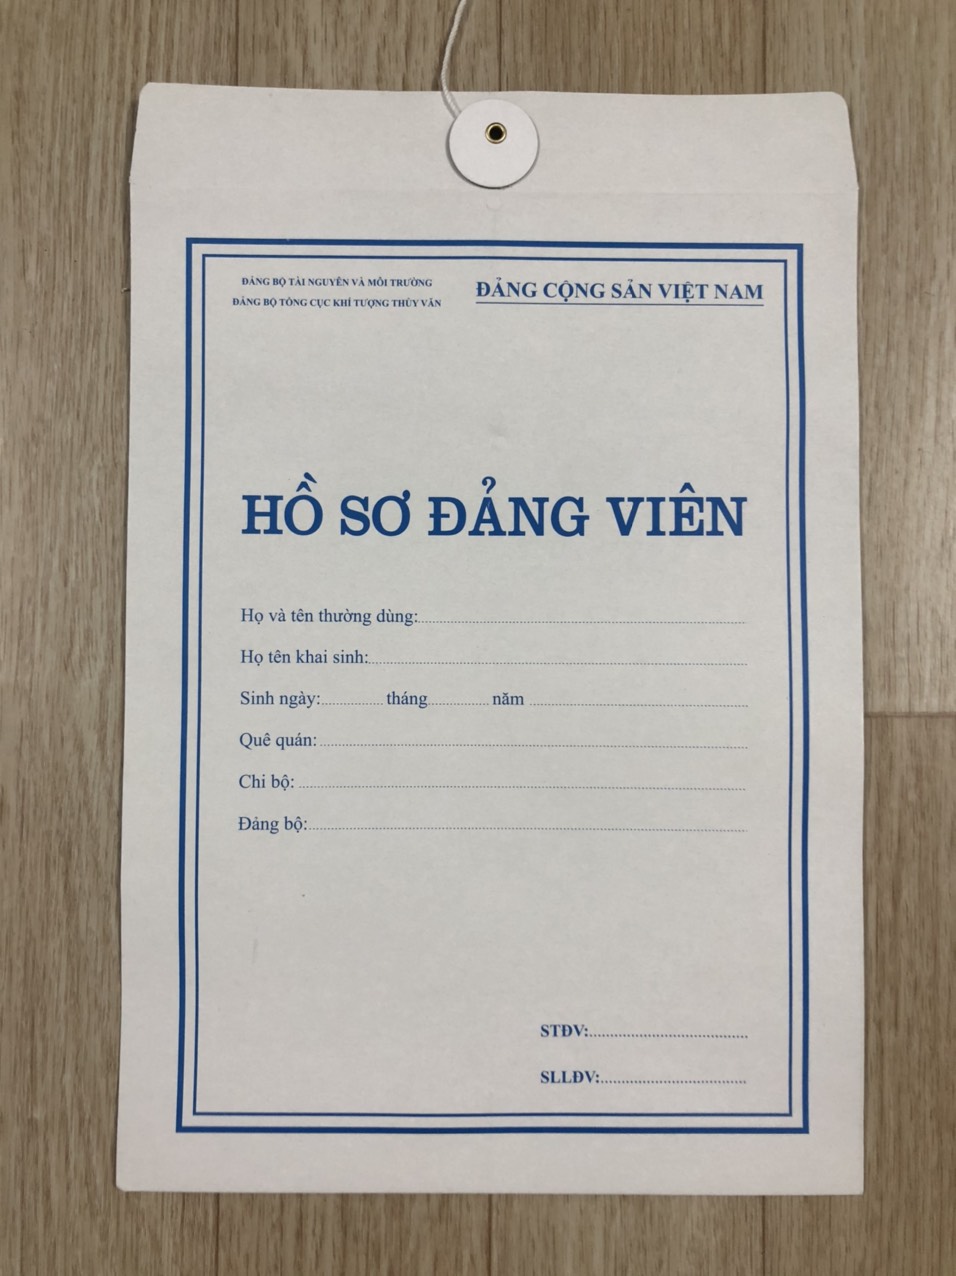 ĐẢNG BỘ TÀI NGUYÊN VÀ MÔI TRƯỜNG
ĐẢNG BỘ TỔNG CỤC KHÍ TƯỢNG THỦY VĂN
ĐẢNG CỘNG SẢN VIỆT NAM
HỒ SƠ ĐẢNG VIÊN
Họ và tên thường dùng:
Họ tên khai sinh:
Sinh ngày: tháng năm
Quê quán:
Chi bộ:
Đảng bộ:
STĐV:
SLLĐV: